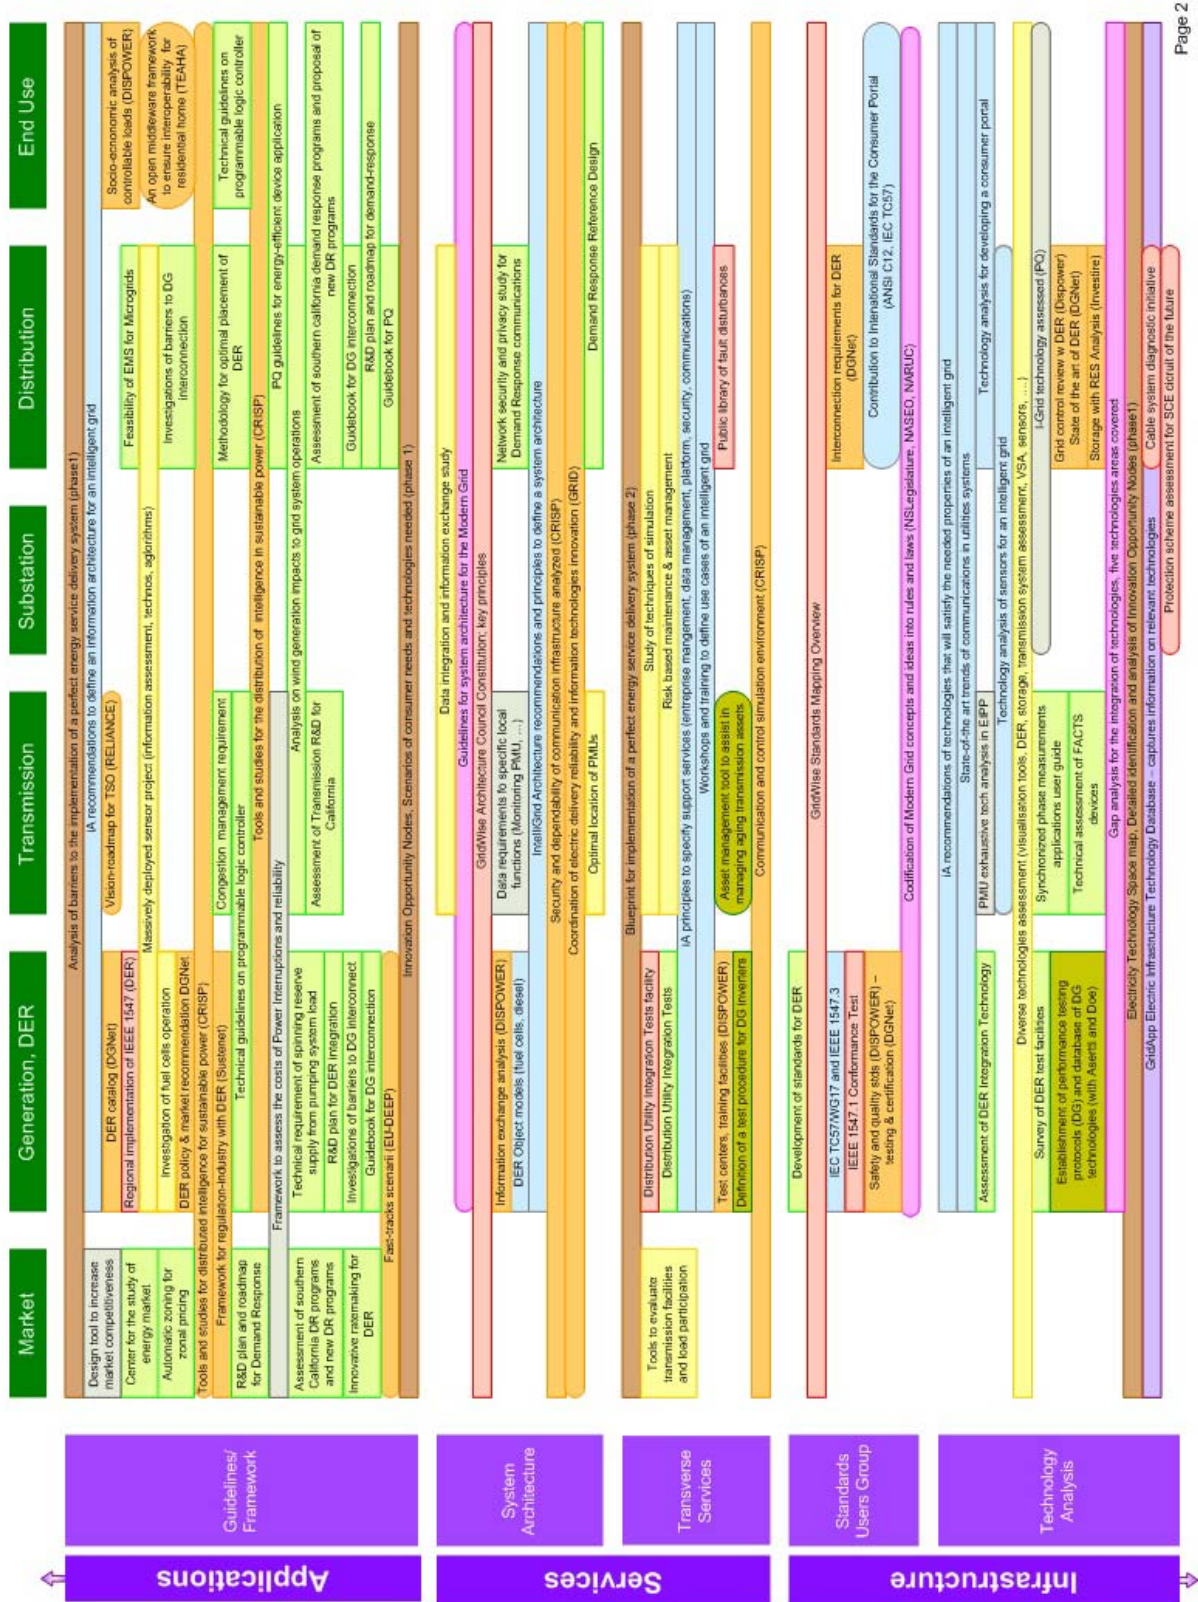 Market
Generation, DER
Transmission
Substation
Distribution
End Use
Applications
Guidelines/
Framework
Analysis of barriers to the implementation of a perfect energy service delivery system (phase1)
IA recommendations to define an information architecture for an intelligent grid
Design tool to increase
market competitiveness
DER catalog (DGNet)
Vision-roadmap for TSO (RELIANCE)
Socio-ecnonomic analysis of
controllable loads (DISPOWER)
Center for the study of
energy market
Regional implementation of IEEE 1547 (DER)
Feasibility of EMS for Microgrids
Massively deployed sensor project (information assessment, technos, aglorithms)
An open middleware framework
to ensure interoperability for
residential home (TEAHA)
Automatic zoning for
zonal pricing
Investigation of fuel cells operation
Investigations of barriers to DG
interconnection
DER policy & market recommendation DGNet
Tools and studies for distributed intelligence for sustainable power (CRISP)
Framework for regulation-industry with DER (Sustenet)
Congestion management requirement
Methodology for optimal placement of
DER
Technical guidelines on
programmable logic controller
R&D plan and roadmap
for Demand Response
Technical guidelines on programmable logic controller
Tools and studies for the distribution of intelligence in sustainable power (CRISP)
Framework to assess the costs of Power Interruptions and reliability
PQ guidelines for energy-efficient device application
Assessment of southern
California DR programs
and new DR programs
Technical requirement of spining reserve
supply from pumping system load
Analysis on wind generation impacts to grid system operations
R&D plan for DER integration
Assessment of Transmission R&D for
California
Assessment of southern california demand response programs and proposal of
new DR programs
Innovative ratemaking for
DER
Investigations of barriers to DG interconnect
Guidebook for DG interconnection
Guidebook for DG interconnection
R&D plan and roadmap for demand-response
Guidebook for PQ
Fast-tracks scenarii (EU-DEEP)
Innovation Opportunity Nodes, Scenarios of consumer needs and technologies needed (phase 1)
Services
System
Architecture
Data integration and information exchange study
Guidelines for system architecture for the Modern Grid
GridWise Architecture Council Constitution; key principles
Information exchange analysis (DISPOWER)
DER Object models (fuel cells, diesel)
Data requirements to specific local
functions (Monitoring PMU, ...)
Network security and privacy study for
Demand Response communications
IntelliGrid Architecture recommendations and principles to define a system architecture
Security and dependability of communication infrastructure analyzed (CRISP)
Coordination of electric delivery reliability and information technologies innovation (GRID)
Optimal location of PMUs
Demand Response Reference Design
Transverse
Services
Blueprint for implementation of a perfect energy service delivery system (phase 2)
Tools to evaluate
transmission facilities
and load participation
Distribution Utility Integration Tests facility
Study of techniques of simulation
Distribution Utility Integration Tests
Risk based maintenance & asset management
IA principles to specify support services (entreprise mangement, data management, platform, security, communications)
Workshops and training to define use cases of an intelligent grid
Test centers, training facilities (DISPOWER)
Definition of a test procedure for DG Inverters
Asset management tool to assist in
managing aging transmission assets
Public library of fault disturbances
Communication and control simulation environment (CRISP)
Infrastructure
Standards
Users Group
Development of standards for DER
GridWise Standards Mapping Overview
IEC TC57/WG17 and IEEE 1547.3
IEEE 1547.1 Conformance Test
Interconnection requirements for DER
(DGNet)
Safety and quality stds (DISPOWER) –
testing & certification (DGNet)
Contribution to International Standards for the Consumer Portal
(ANSI C12, IEC TC57)
Codification of Modern Grid concepts and ideas into rules and laws (NSLegislature, NASEO, NARUC)
Technology
Analysis
IA recommendations of technologies that will satisfy the needed properties of an intelligent grid
State-of-the art trends of communications in utilities systems
Assessment of DER Integration Technology
PMU exhaustive tech analysis in EIPP
Technology analysis for developing a consumer portal
Technology analysis of sensors for an intelligent grid
Diverse technologies assessment (visualisation tools, DER, storage, transmission system assessment, VSA, sensors, ....)
Survey of DER test facilities
Synchronized phase measurements
applications user guide
I-Grid technology assessed (PQ)
Establishment of performance testing
protocols (DG) and database of DG
technologies (with Aserts and Doe)
Technical assessment of FACTS
devices
Grid control review w DER (Dispower)
State of the art of DER (DGNet)
Storage with RES Analysis (Investire)
Gap analysis for the integration of technologies, five technologies areas covered
Electricity Technology Space map, Detailed identification and analysis of Innovation Opportunity Nodes (phase1)
GridApp Electric Infrastructure Technology Database – captures information on relevant technologies
Cable system diagnostic initiative
Protection scheme assessment for SCE cicruit of the future
Page 2